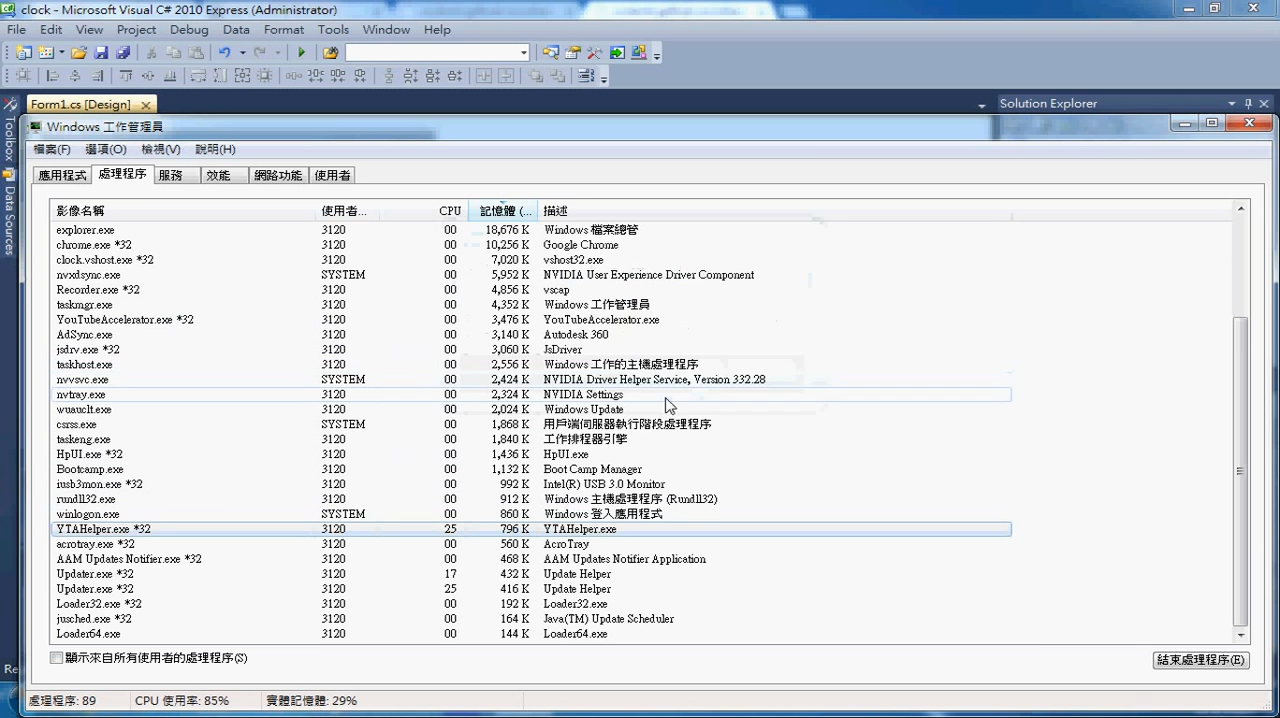 clock - Microsoft Visual C# 2010 Express (Administrator)
File Edit View Project Debug Data Format Tools Window Help
Form1.cs [Design]
Solution Explorer
Toolbox
Data Sources
Windows 工作管理員
檔案(F) 選項(O) 檢視(V) 說明(H)
應用程式 處理程序 服務 效能 網路功能 使用者
影像名稱 使用者... CPU 記憶體 (... 描述
explorer.exe 3120 00 18,676 K Windows 檔案總管
chrome.exe *32 3120 00 10,256 K Google Chrome
clock.vshost.exe *32 3120 00 7,020 K vshost32.exe
nvxdsync.exe SYSTEM 00 5,952 K NVIDIA User Experience Driver Component
Recorder.exe *32 3120 00 4,856 K vscap
taskmgr.exe 3120 00 4,352 K Windows 工作管理員
YouTubeAccelerator.exe *32 3120 00 3,476 K YouTubeAccelerator.exe
AdSync.exe 3120 00 3,140 K Autodesk 360
jsdrv.exe *32 3120 00 3,060 K JsDriver
taskhost.exe 3120 00 2,556 K Windows 工作的主機處理程序
nvvsvc.exe SYSTEM 00 2,424 K NVIDIA Driver Helper Service, Version 332.28
nvtray.exe 3120 00 2,324 K NVIDIA Settings
wuauclt.exe 3120 00 2,024 K Windows Update
csrss.exe SYSTEM 00 1,868 K 用戶端伺服器執行階段處理程序
taskeng.exe 3120 00 1,840 K 工作排程器引擎
HpUI.exe *32 3120 00 1,436 K HpUI.exe
Bootcamp.exe 3120 00 1,132 K Boot Camp Manager
iusb3mon.exe *32 3120 00 992 K Intel(R) USB 3.0 Monitor
rundll32.exe 3120 00 912 K Windows 主機處理程序 (Rundll32)
winlogon.exe SYSTEM 00 860 K Windows 登入應用程式
YTAHelper.exe *32 3120 25 796 K YTAHelper.exe
acrotray.exe *32 3120 00 560 K AcroTray
AAM Updates Notifier.exe *32 3120 00 468 K AAM Updates Notifier Application
Updater.exe *32 3120 17 432 K Update Helper
Updater.exe *32 3120 25 416 K Update Helper
Loader32.exe *32 3120 00 192 K Loader32.exe
jusched.exe *32 3120 00 164 K Java(TM) Update Scheduler
Loader64.exe 3120 00 144 K Loader64.exe
顯示來自所有使用者的處理程序(S)
結束處理程序(E)
Re
處理程序: 89 CPU 使用率: 85% 實體記憶體: 29%